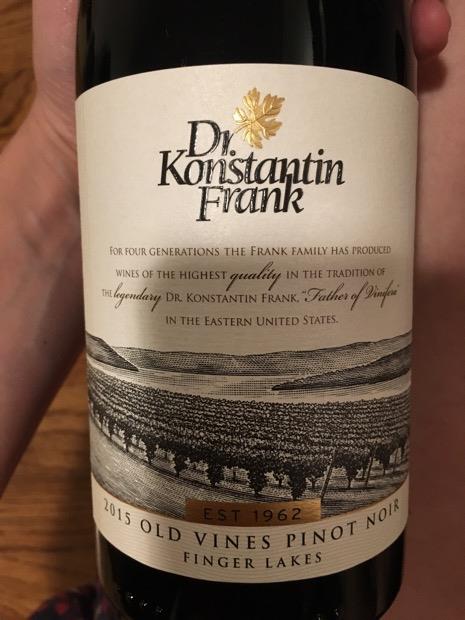 Dr.
Konstantin
Frank
FOR FOUR GENERATIONS THE FRANK FAMILY HAS PRODUCED
WINES OF THE HIGHEST quality IN THE TRADITION OF
THE legendary DR. KONSTANTIN FRANK, "Father of Vinifera"
IN THE EASTERN UNITED STATES.
EST 1962
2015 OLD VINES PINOT NOIR
FINGER LAKES